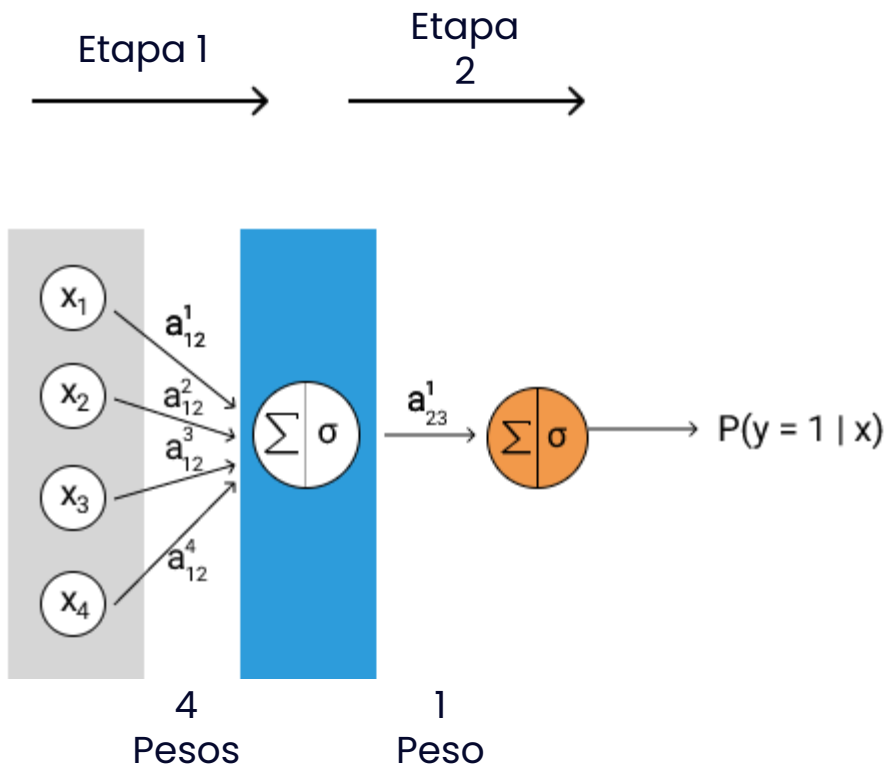 Etapa 1
Etapa
2
x₁
a¹₁₂
x₂
a²₁₂
a³₁₂
x₃
a⁴₁₂
x₄
∑ σ
a¹₂₃
∑ σ
P(y = 1 | x)
4
Pesos
1
Peso